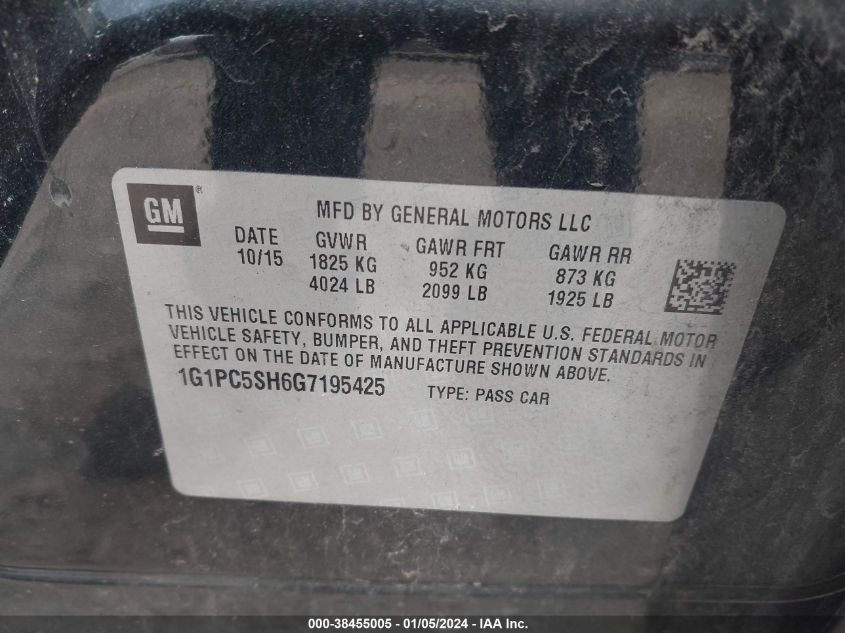 GM ®
MFD BY GENERAL MOTORS LLC
DATE GVWR GAWR FRT GAWR RR
10/15 1825 KG 952 KG 873 KG
4024 LB 2099 LB 1925 LB
THIS VEHICLE CONFORMS TO ALL APPLICABLE U.S. FEDERAL MOTOR
VEHICLE SAFETY, BUMPER, AND THEFT PREVENTION STANDARDS IN
EFFECT ON THE DATE OF MANUFACTURE SHOWN ABOVE.
1G1PC5SH6G7195425 TYPE: PASS CAR
000-38455005 - 01/05/2024 - IAA Inc.